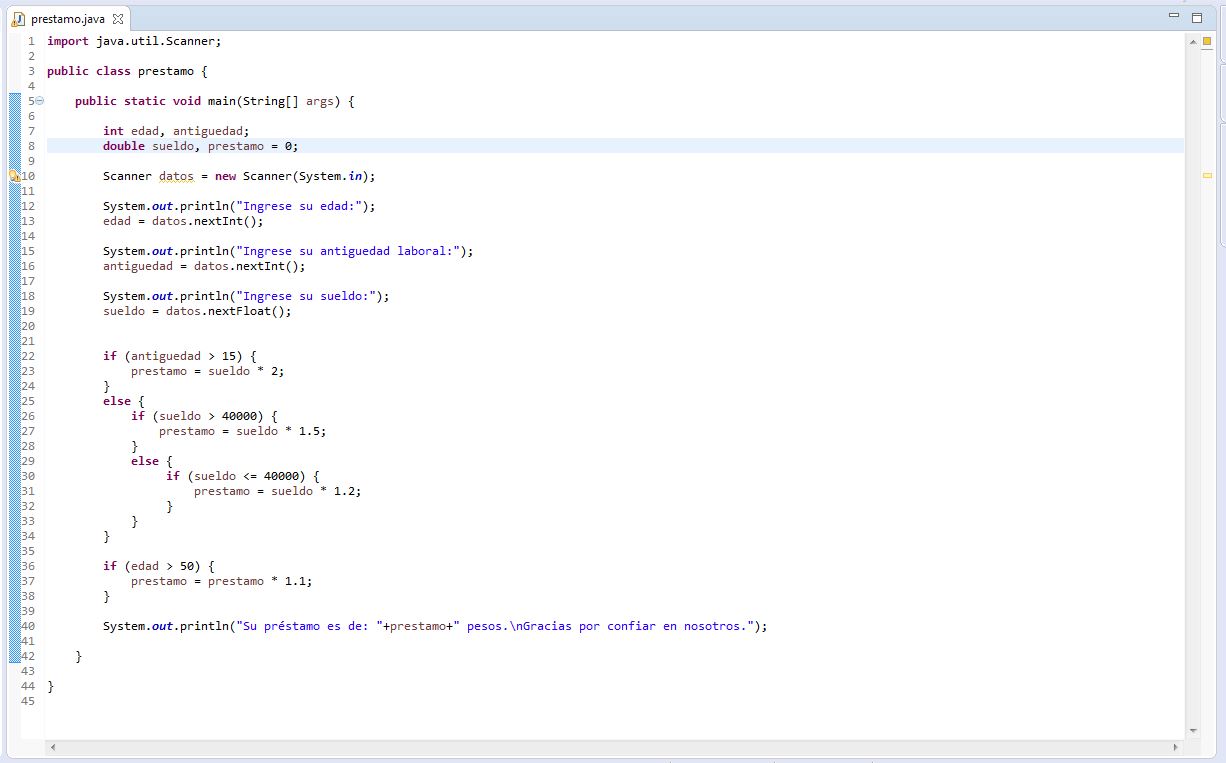 prestamo.java
1 import java.util.Scanner;
2
3 public class prestamo {
4
5 public static void main(String[] args) {
6
7 int edad, antiguedad;
8 double sueldo, prestamo = 0;
9
10 Scanner datos = new Scanner(System.in);
11
12 System.out.println("Ingrese su edad:");
13 edad = datos.nextInt();
14
15 System.out.println("Ingrese su antiguedad laboral:");
16 antiguedad = datos.nextInt();
17
18 System.out.println("Ingrese su sueldo:");
19 sueldo = datos.nextFloat();
20
21
22 if (antiguedad > 15) {
23 prestamo = sueldo * 2;
24 }
25 else {
26 if (sueldo > 40000) {
27 prestamo = sueldo * 1.5;
28 }
29 else {
30 if (sueldo <= 40000) {
31 prestamo = sueldo * 1.2;
32 }
33 }
34 }
35
36 if (edad > 50) {
37 prestamo = prestamo * 1.1;
38 }
39
40 System.out.println("Su préstamo es de: "+prestamo+" pesos.\nGracias por confiar en nosotros.");
41
42 }
43
44 }
45